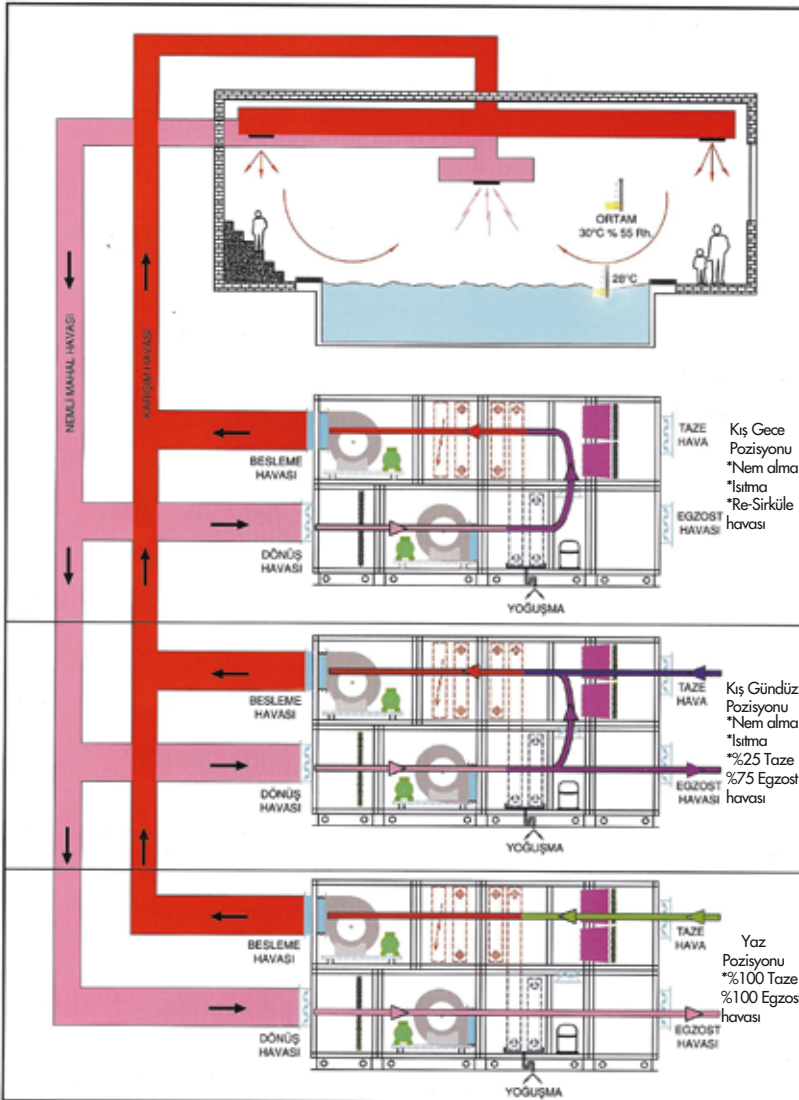 ORTAM
30°C % 55 Rh.
28°C
NEMLİ MAHAL HAVASI
KARIŞIM HAVASI
BESLEME
HAVASI
DÖNÜŞ
HAVASI
TAZE
HAVA
EGZOST
HAVASI
YOĞUŞMA
Kış Gece
Pozisyonu
*Nem alma
*Isıtma
*Re-Sirküle
havası
BESLEME
HAVASI
DÖNÜŞ
HAVASI
TAZE
HAVA
EGZOST
HAVASI
YOĞUŞMA
Kış Gündüz
Pozisyonu
*Nem alma
*Isıtma
*%25 Taze
%75 Egzost
havası
BESLEME
HAVASI
DÖNÜŞ
HAVASI
TAZE
HAVA
EGZOST
HAVASI
YOĞUŞMA
Yaz
Pozisyonu
*%100 Taze
%100 Egzost
havası